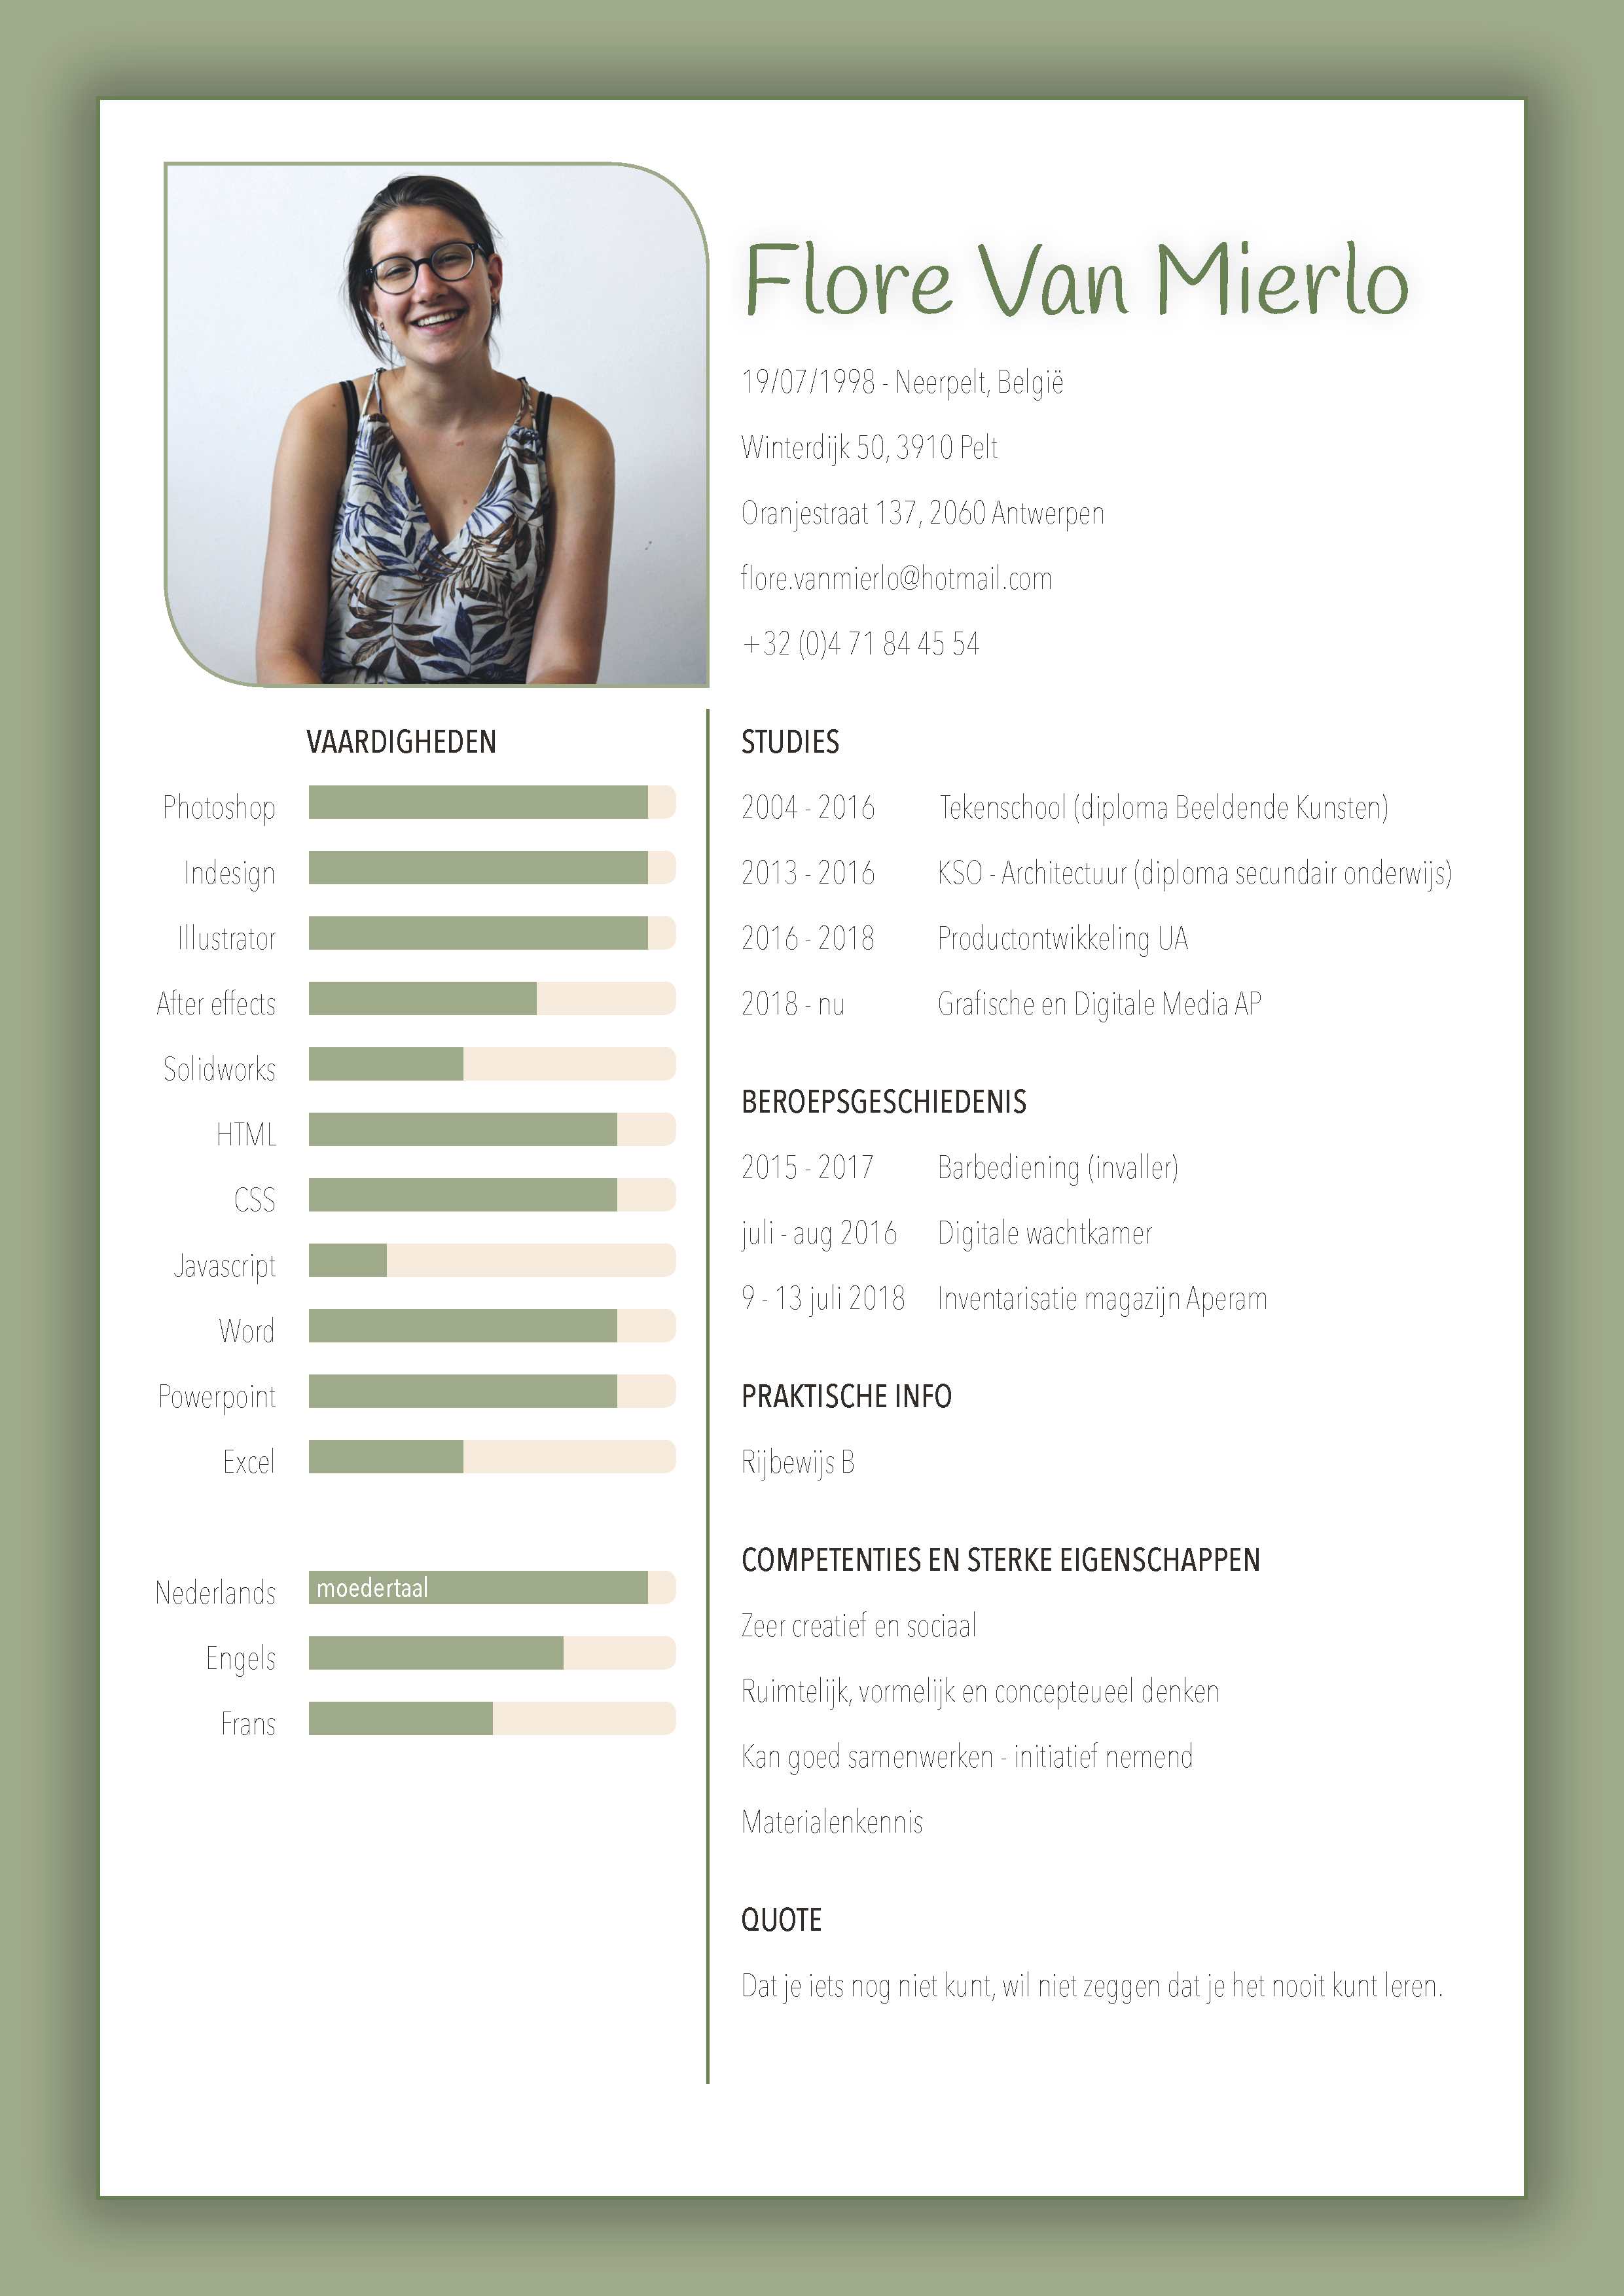 Flore Van Mierlo
19/07/1998 - Neerpelt, België
Winterdijk 50, 3910 Pelt
Oranjestraat 137, 2060 Antwerpen
flore.vanmierlo@hotmail.com
+32 (0)4 71 84 45 54
VAARDIGHEDEN
Photoshop
Indesign
Illustrator
After effects
Solidworks
HTML
CSS
Javascript
Word
Powerpoint
Excel
Nederlands moedertaal
Engels
Frans
STUDIES
2004 - 2016 Tekenschool (diploma Beeldende Kunsten)
2013 - 2016 KSO - Architectuur (diploma secundair onderwijs)
2016 - 2018 Productontwikkeling UA
2018 - nu Grafische en Digitale Media AP
BEROEPSGESCHIEDENIS
2015 - 2017 Barbediening (invaller)
juli - aug 2016 Digitale wachtkamer
9 - 13 juli 2018 Inventarisatie magazijn Aperam
PRAKTISCHE INFO
Rijbewijs B
COMPETENTIES EN STERKE EIGENSCHAPPEN
Zeer creatief en sociaal
Ruimtelijk, vormelijk en concepteueel denken
Kan goed samenwerken - initiatief nemend
Materialenkennis
QUOTE
Dat je iets nog niet kunt, wil niet zeggen dat je het nooit kunt leren.